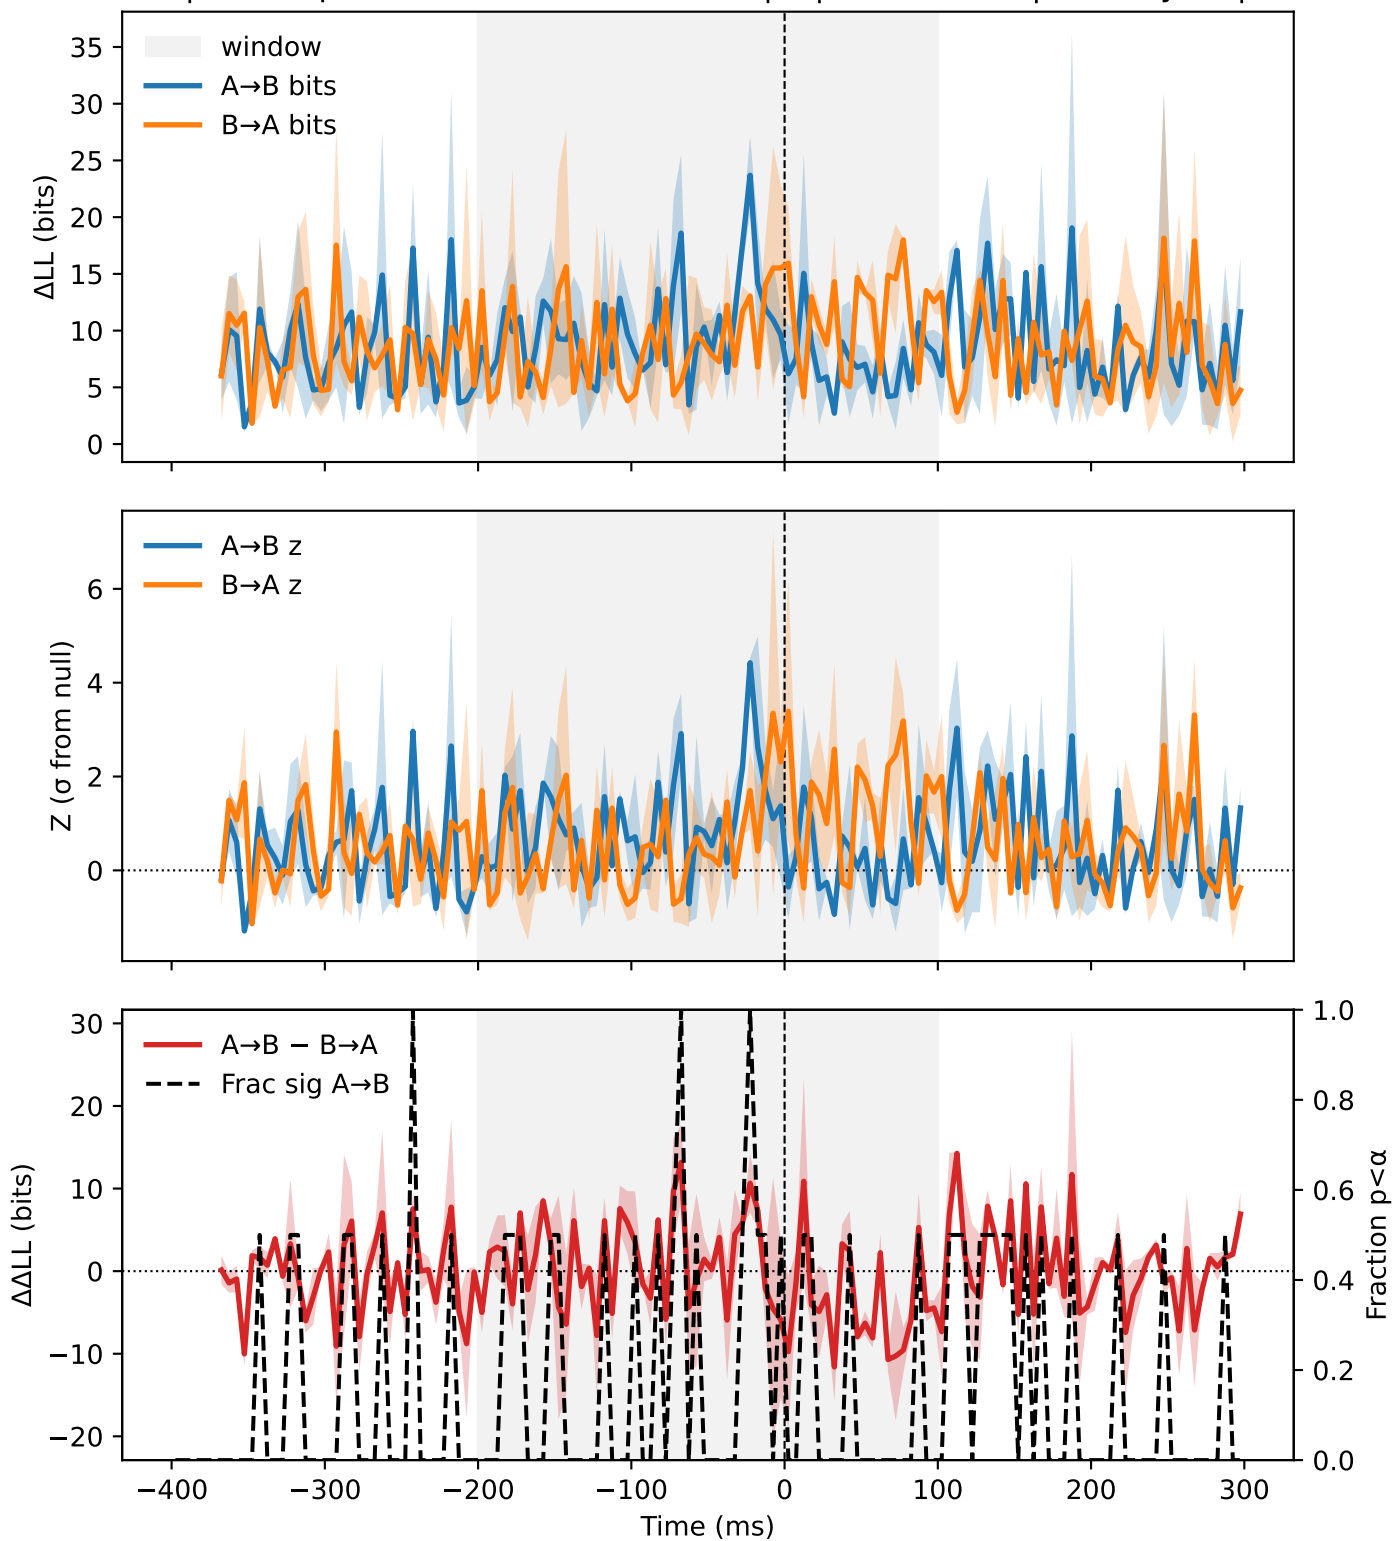 35
30
25
20
15
10
5
0
ΔLL (bits)
window
A→B bits
B→A bits
6
4
2
0
Z (σ from null)
A→B z
B→A z
30
20
10
0
−10
−20
ΔΔLL (bits)
A→B − B→A
Frac sig A→B
1.0
0.8
0.6
0.4
0.2
0.0
Fraction p<α
−400
−300
−200
−100
0
100
200
300
Time (ms)